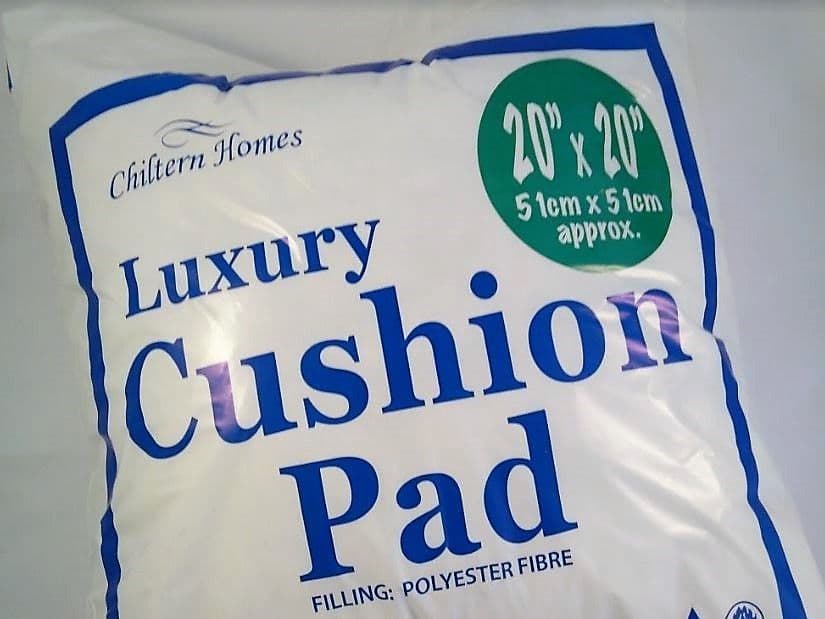 Chiltern Homes
20" x 20"
51cm x 51cm
approx.
Luxury
Cushion
Pad
FILLING: POLYESTER FIBRE